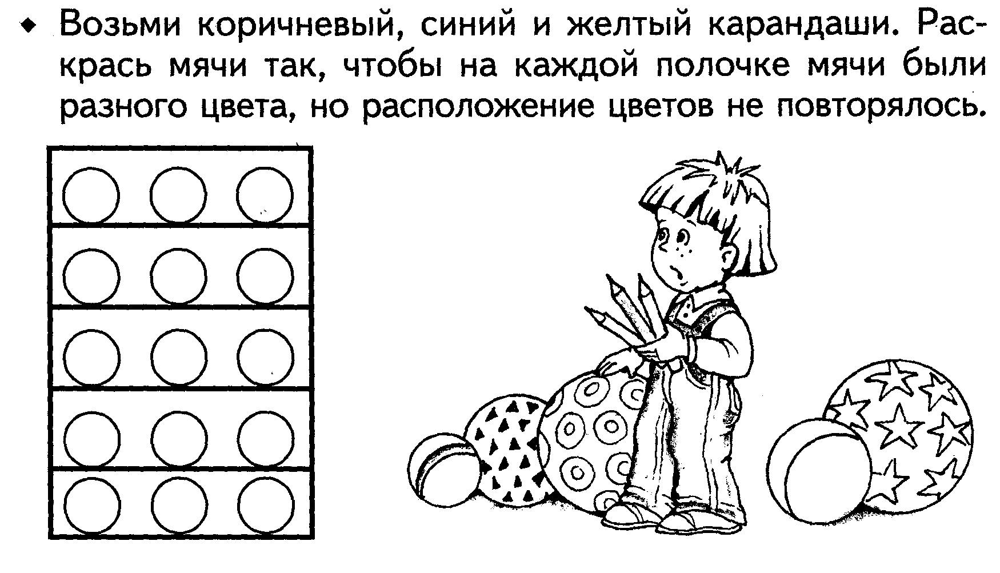 ◆ Возьми коричневый, синий и желтый карандаши. Рас-
крась мячи так, чтобы на каждой полочке мячи были
разного цвета, но расположение цветов не повторялось.